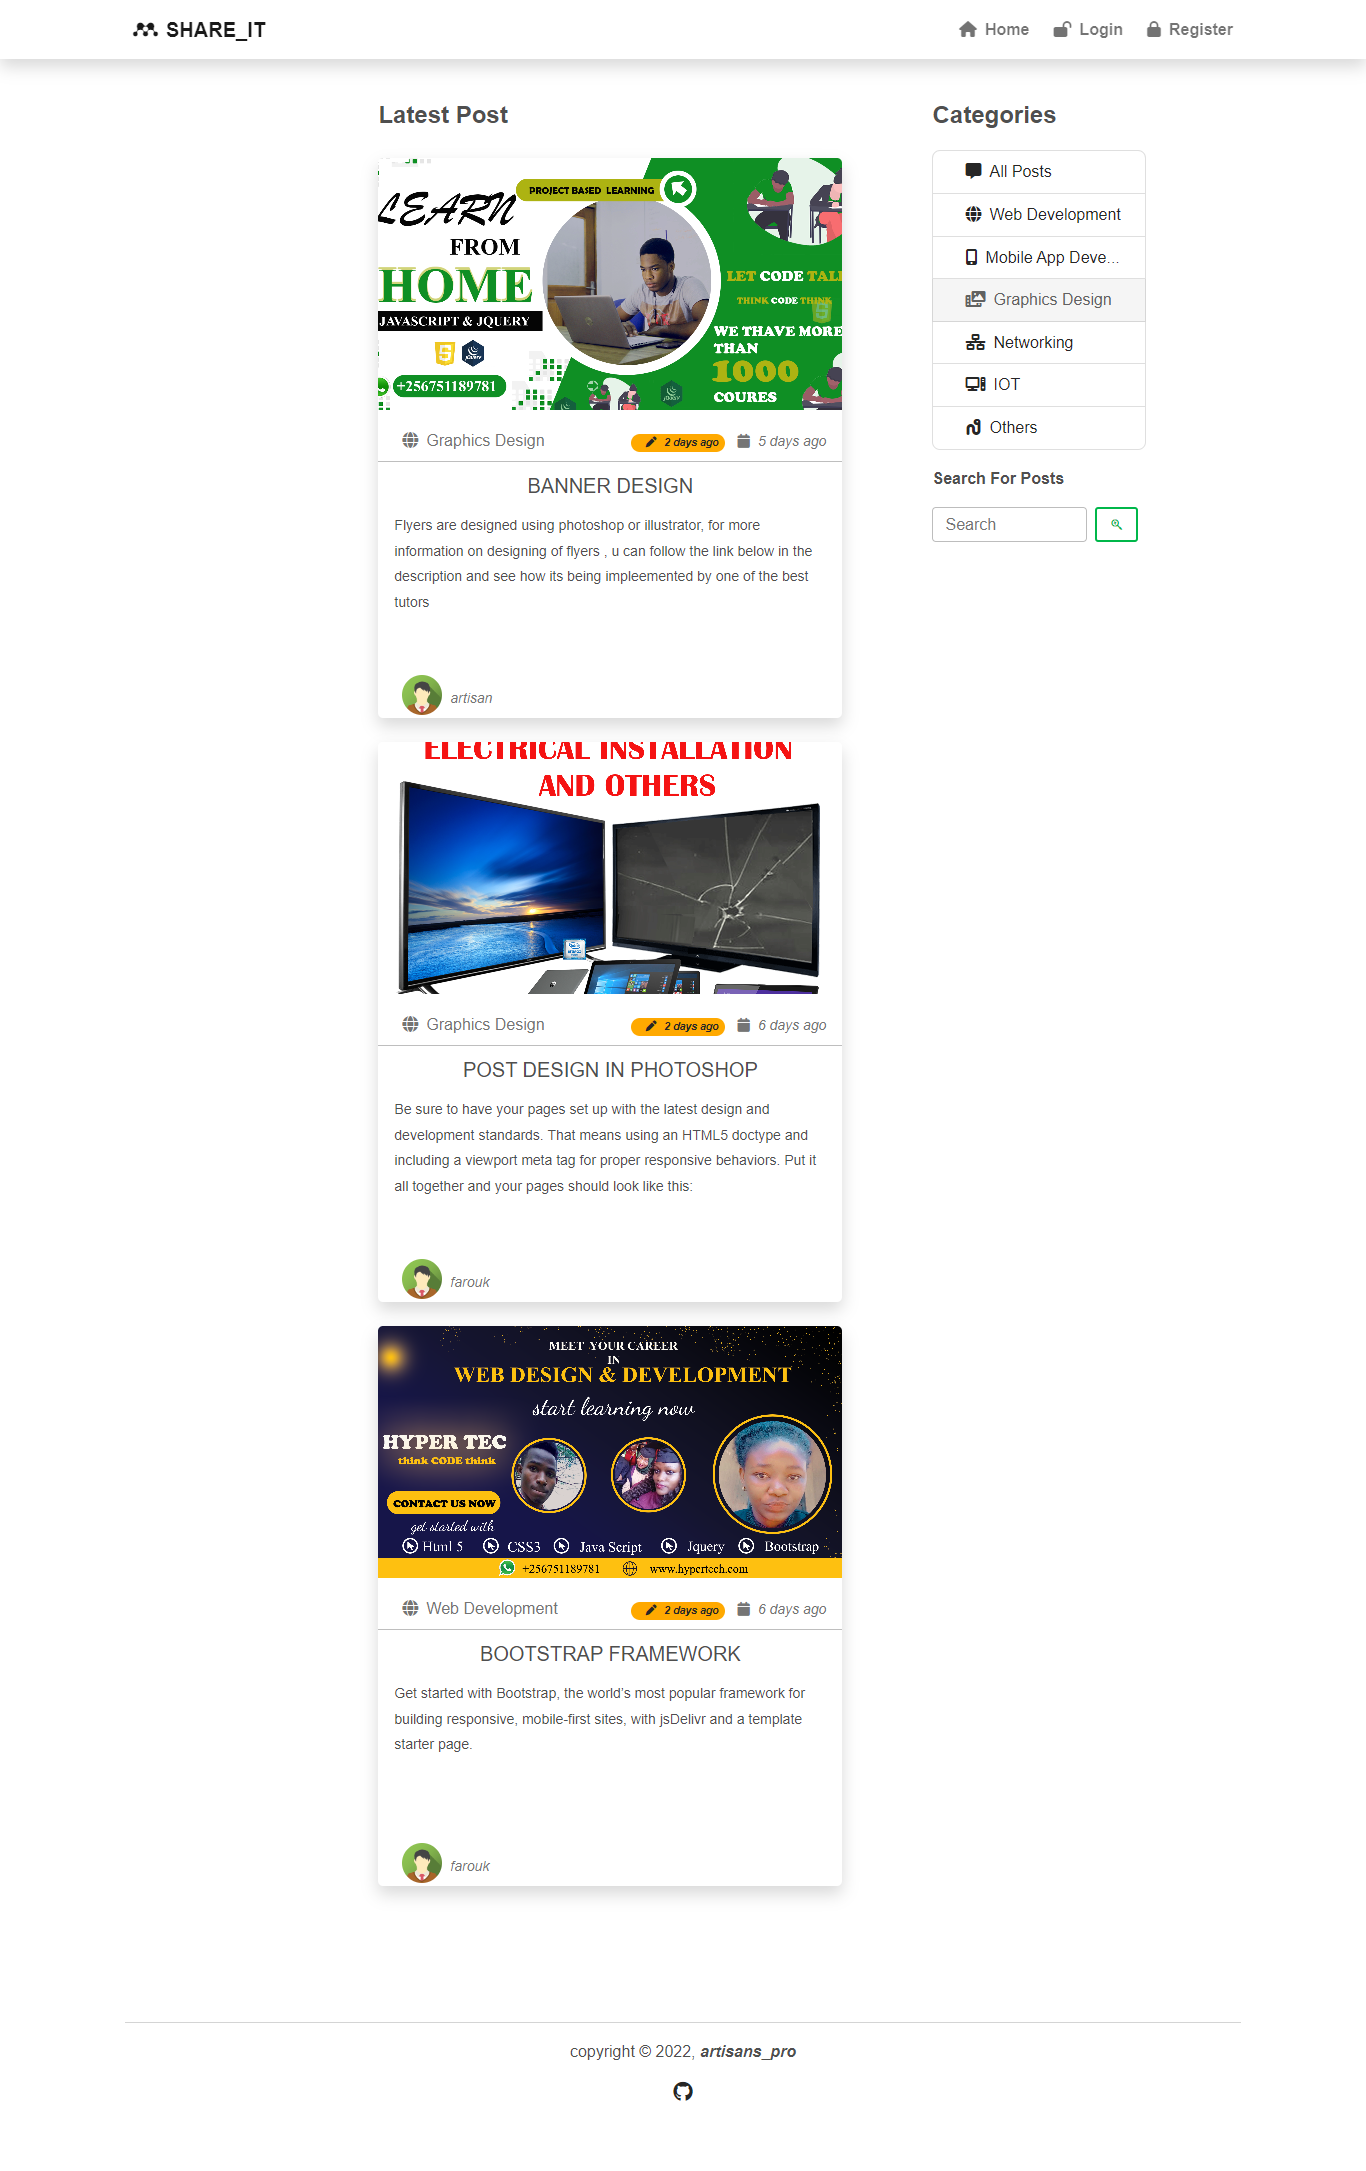 SHARE_IT
Home
Login
Register
Latest Post
PROJECT BASED LEARNING
LEARN
FROM
HOME
JAVASCRIPT & JQUERY
+256751189781
LET CODE TALK
THINK CODE THINK
WE THAVE MORE
THAN
1000
COURES
Graphics Design
2 days ago
5 days ago
BANNER DESIGN
Flyers are designed using photoshop or illustrator, for more
information on designing of flyers , u can follow the link below in the
description and see how its being impleemented by one of the best
tutors
artisan
ELECTRICAL INSTALLATION
AND OTHERS
Graphics Design
2 days ago
6 days ago
POST DESIGN IN PHOTOSHOP
Be sure to have your pages set up with the latest design and
development standards. That means using an HTML5 doctype and
including a viewport meta tag for proper responsive behaviors. Put it
all together and your pages should look like this:
farouk
MEET YOUR CAREER
IN
WEB DESIGN & DEVELOPMENT
start learning now
HYPER TEC
think CODE think
CONTACT US NOW
get started with
Html 5
CSS3
Java Script
Jquery
Bootstrap
+256751189781
www.hypertech.com
Web Development
2 days ago
6 days ago
BOOTSTRAP FRAMEWORK
Get started with Bootstrap, the world's most popular framework for
building responsive, mobile-first sites, with jsDelivr and a template
starter page.
farouk
Categories
All Posts
Web Development
Mobile App Deve...
Graphics Design
Networking
IOT
Others
Search For Posts
Search
copyright © 2022, artisans_pro